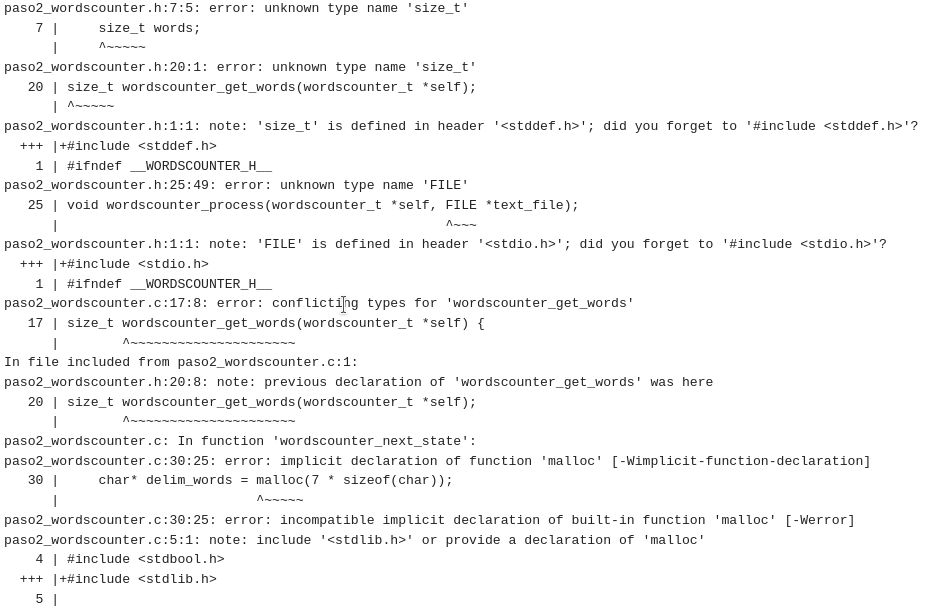 paso2_wordscounter.h:7:5: error: unknown type name 'size_t'
    7 |     size_t words;
      |     ^~~~~~
paso2_wordscounter.h:20:1: error: unknown type name 'size_t'
   20 | size_t wordscounter_get_words(wordscounter_t *self);
      | ^~~~~~
paso2_wordscounter.h:1:1: note: 'size_t' is defined in header '<stddef.h>'; did you forget to '#include <stddef.h>'?
  +++ |+#include <stddef.h>
    1 | #ifndef __WORDSCOUNTER_H__
paso2_wordscounter.h:25:49: error: unknown type name 'FILE'
   25 | void wordscounter_process(wordscounter_t *self, FILE *text_file);
      |                                                 ^~~~
paso2_wordscounter.h:1:1: note: 'FILE' is defined in header '<stdio.h>'; did you forget to '#include <stdio.h>'?
  +++ |+#include <stdio.h>
    1 | #ifndef __WORDSCOUNTER_H__
paso2_wordscounter.c:17:8: error: conflicting types for 'wordscounter_get_words'
   17 | size_t wordscounter_get_words(wordscounter_t *self) {
      |        ^~~~~~~~~~~~~~~~~~~~~~
In file included from paso2_wordscounter.c:1:
paso2_wordscounter.h:20:8: note: previous declaration of 'wordscounter_get_words' was here
   20 | size_t wordscounter_get_words(wordscounter_t *self);
      |        ^~~~~~~~~~~~~~~~~~~~~~
paso2_wordscounter.c: In function 'wordscounter_next_state':
paso2_wordscounter.c:30:25: error: implicit declaration of function 'malloc' [-Wimplicit-function-declaration]
   30 |     char* delim_words = malloc(7 * sizeof(char));
      |                         ^~~~~~
paso2_wordscounter.c:30:25: error: incompatible implicit declaration of built-in function 'malloc' [-Werror]
paso2_wordscounter.c:5:1: note: include '<stdlib.h>' or provide a declaration of 'malloc'
    4 | #include <stdbool.h>
  +++ |+#include <stdlib.h>
    5 |